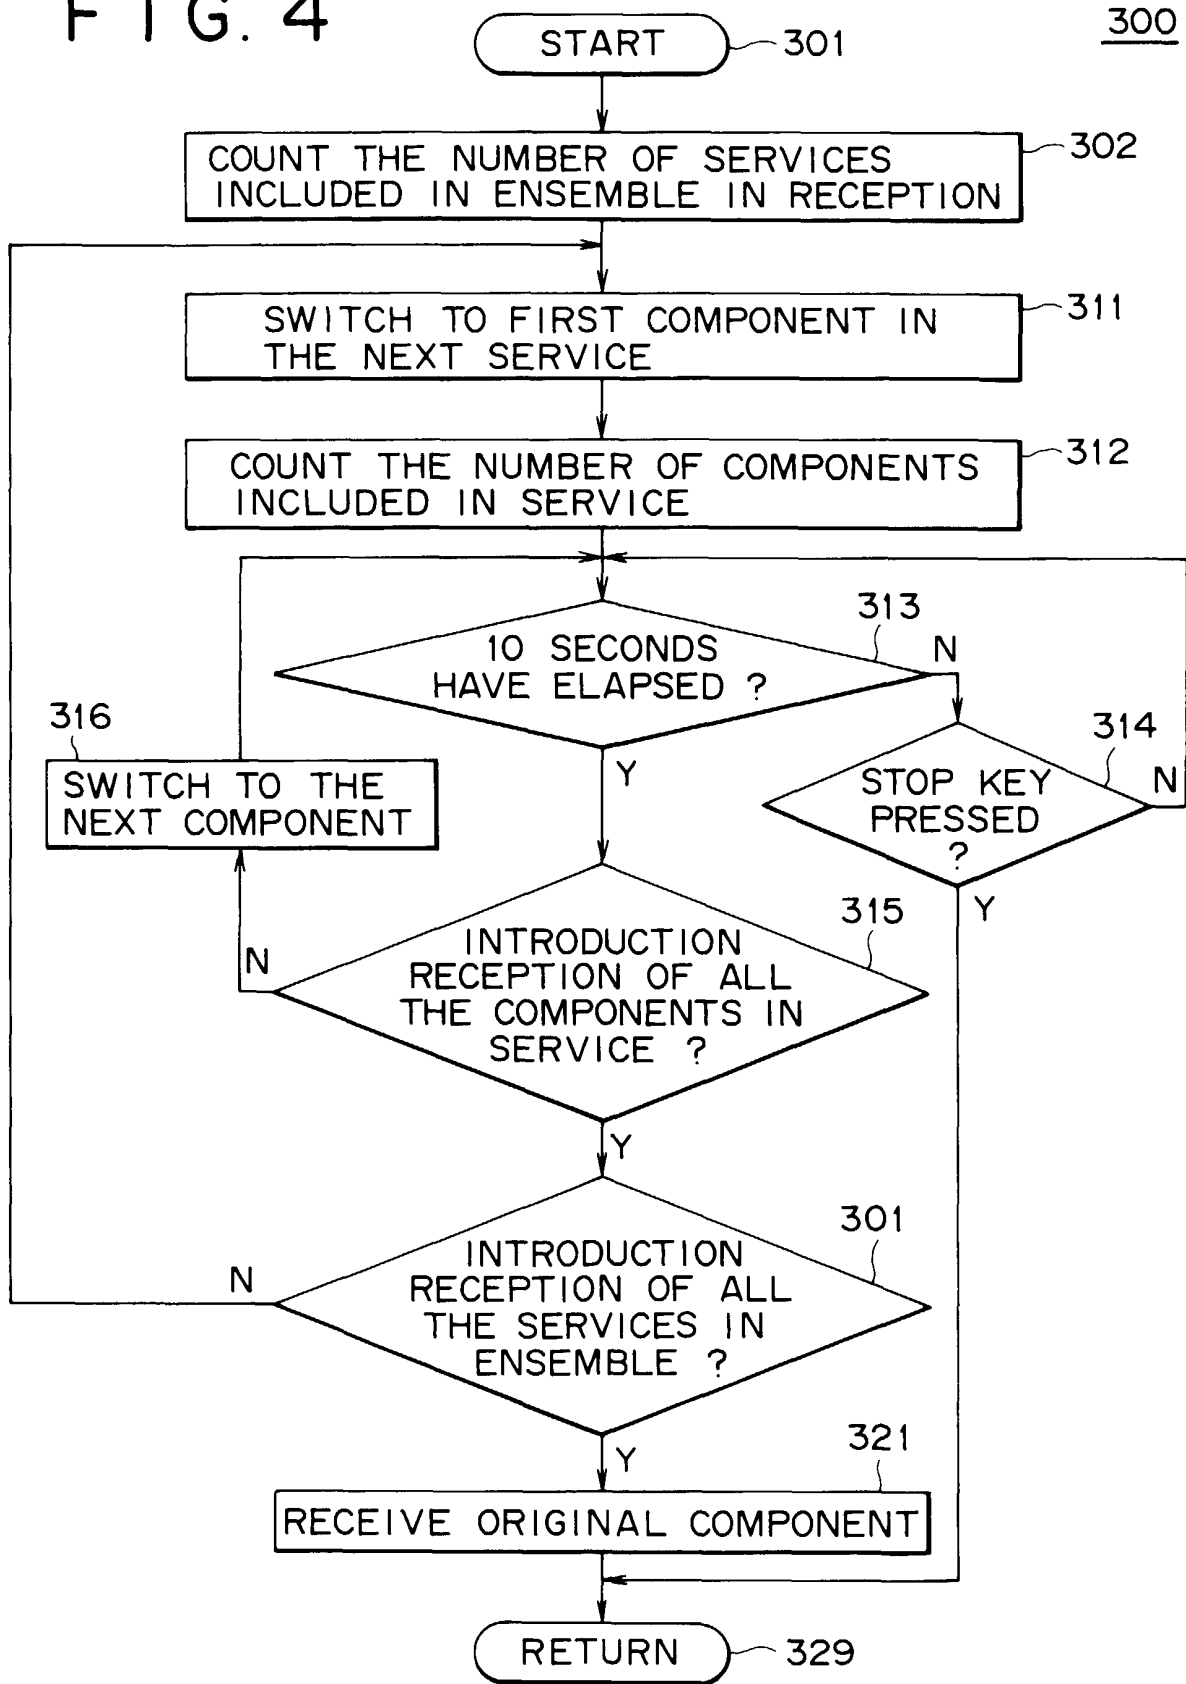 FIG. 4
300
START
301
COUNT THE NUMBER OF SERVICES
INCLUDED IN ENSEMBLE IN RECEPTION
302
SWITCH TO FIRST COMPONENT IN
THE NEXT SERVICE
311
COUNT THE NUMBER OF COMPONENTS
INCLUDED IN SERVICE
312
10 SECONDS
HAVE ELAPSED ?
313
N
Y
316
SWITCH TO THE
NEXT COMPONENT
314
STOP KEY
PRESSED
?
N
Y
315
INTRODUCTION
RECEPTION OF ALL
THE COMPONENTS IN
SERVICE ?
N
Y
301
INTRODUCTION
RECEPTION OF ALL
THE SERVICES IN
ENSEMBLE ?
N
Y
321
RECEIVE ORIGINAL COMPONENT
RETURN
329